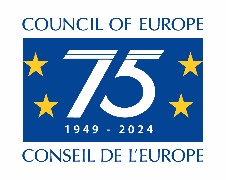 COUNCIL OF EUROPE
75
1949 - 2024
CONSEIL DE L'EUROPE